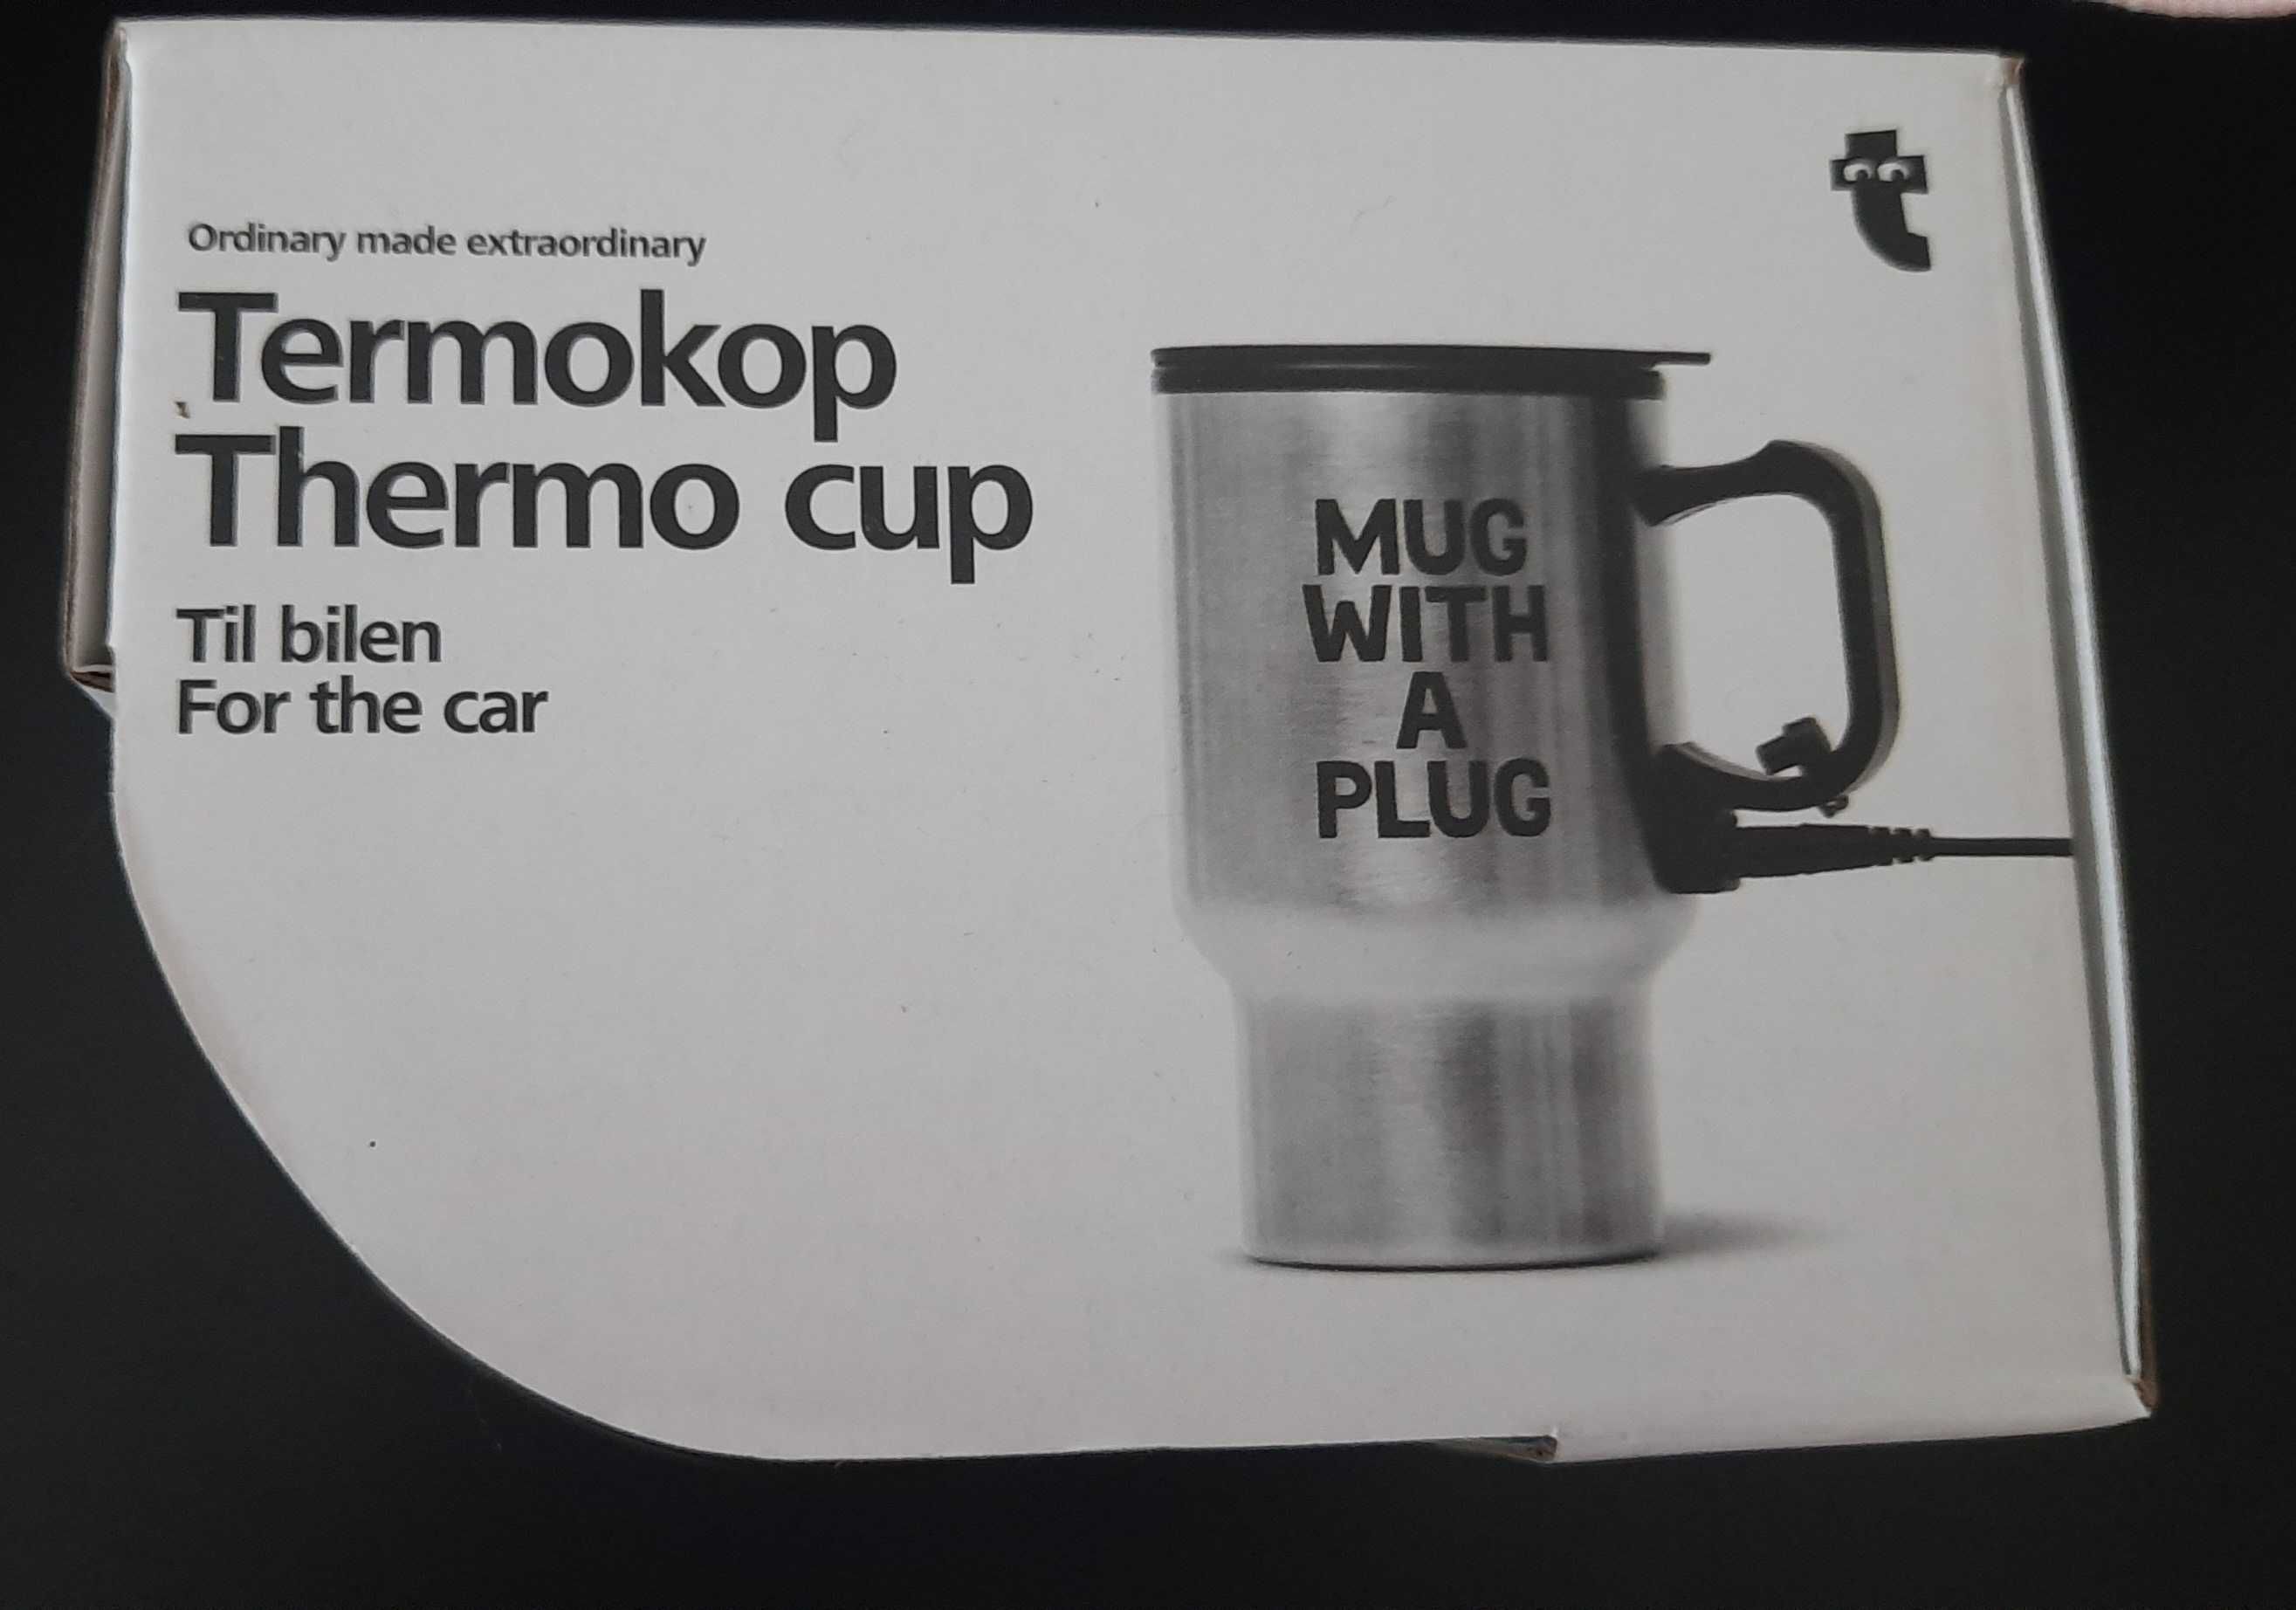 Ordinary made extraordinary
Termokop
Thermo cup
Til bilen
For the car
MUG
WITH
A
PLUG
t